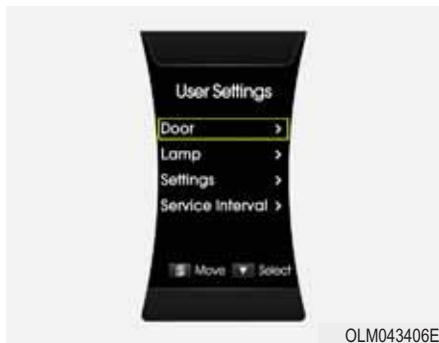 User Settings
Door >
Lamp >
Settings >
Service Interval >
Move ▼ Select
OLM043406E